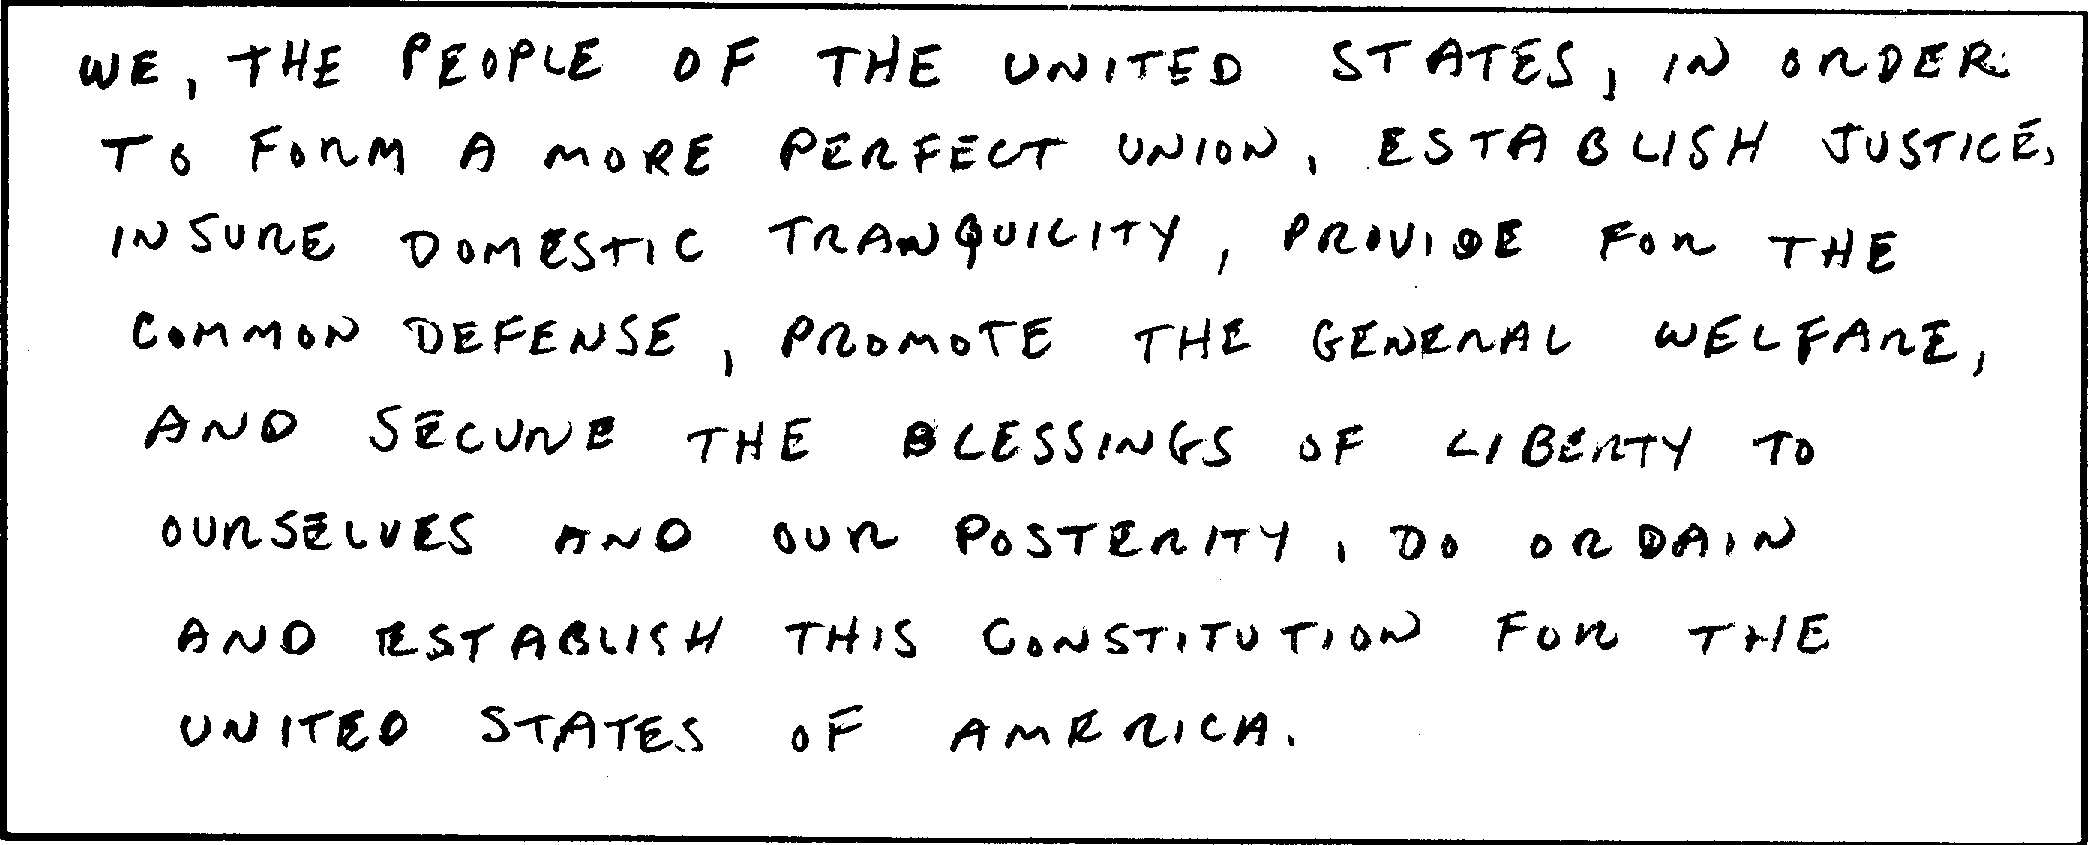 WE, THE PEOPLE OF THE UNITED STATES, IN ORDER
TO FORM A MORE PERFECT UNION, ESTABLISH JUSTICE,
INSURE DOMESTIC TRANQUILITY, PROVIDE FOR THE
COMMON DEFENSE, PROMOTE THE GENERAL WELFARE,
AND SECURE THE BLESSINGS OF LIBERTY TO
OURSELVES AND OUR POSTERITY, DO ORDAIN
AND ESTABLISH THIS CONSTITUTION FOR THE
UNITED STATES OF AMERICA.